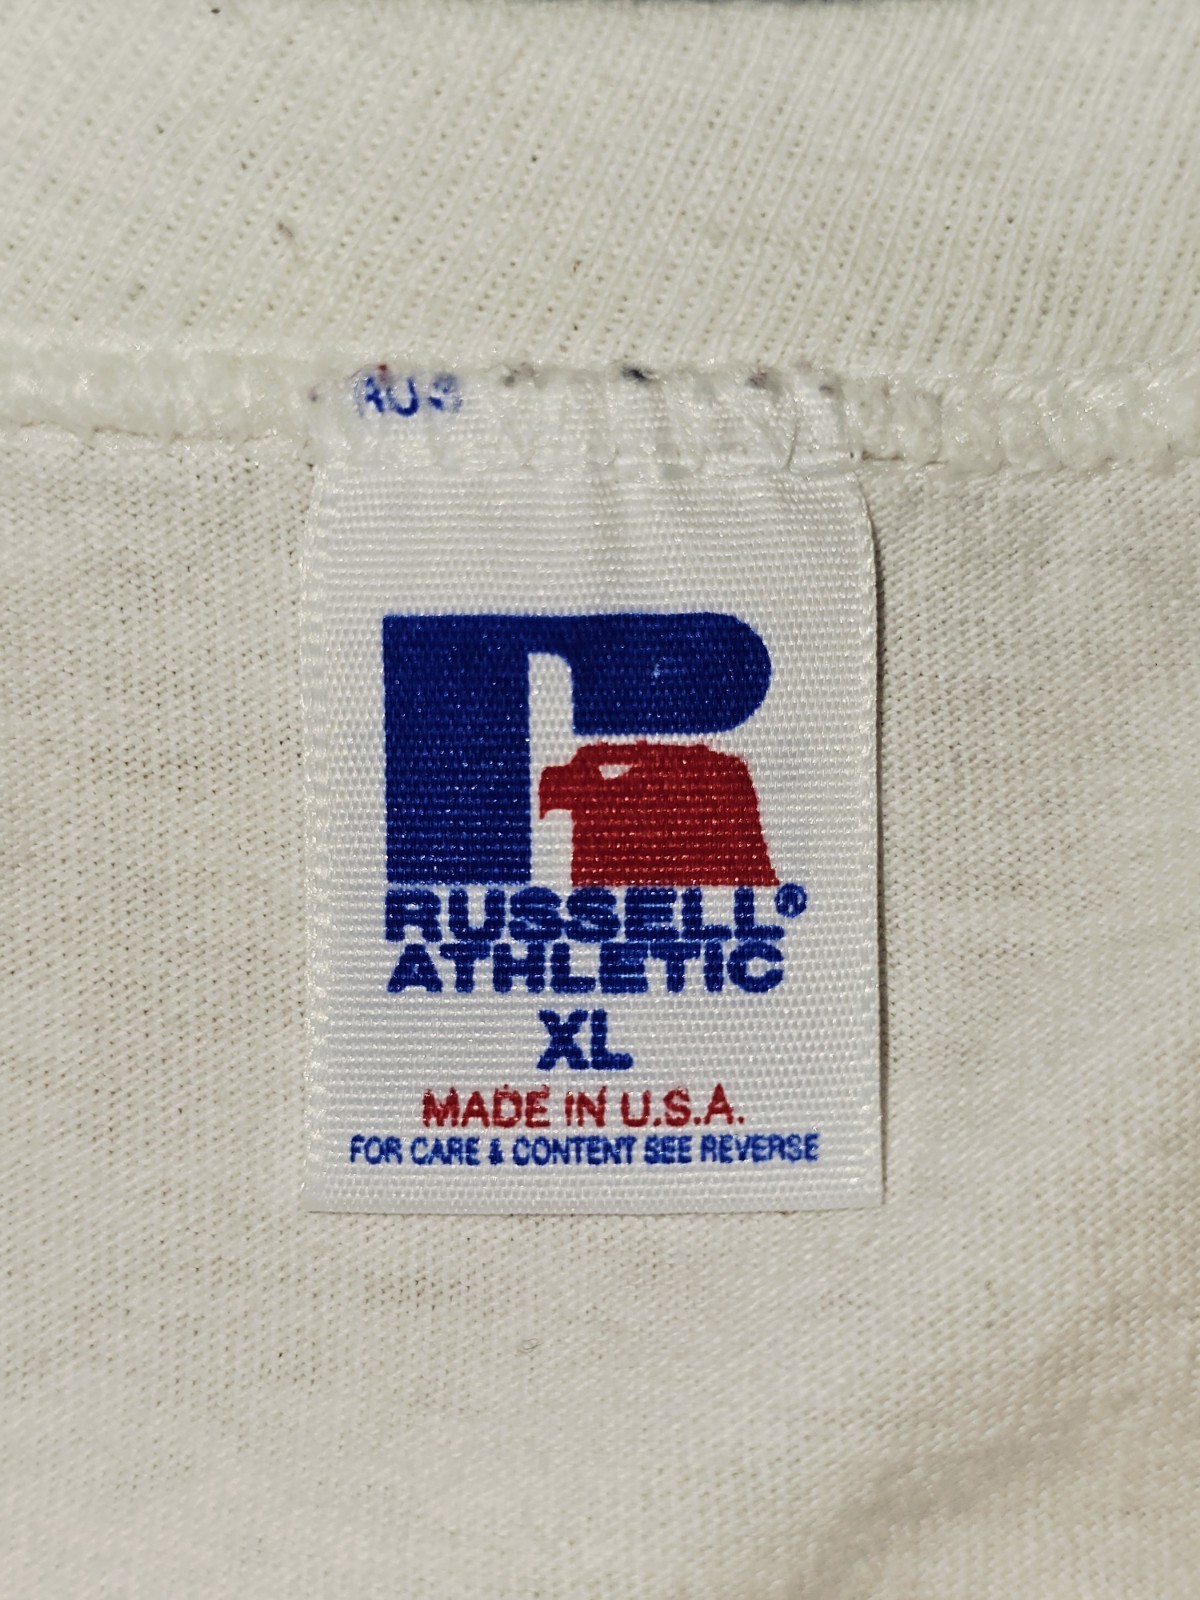 RUSSELL®
ATHLETIC
XL
MADE IN U.S.A.
FOR CARE & CONTENT SEE REVERSE